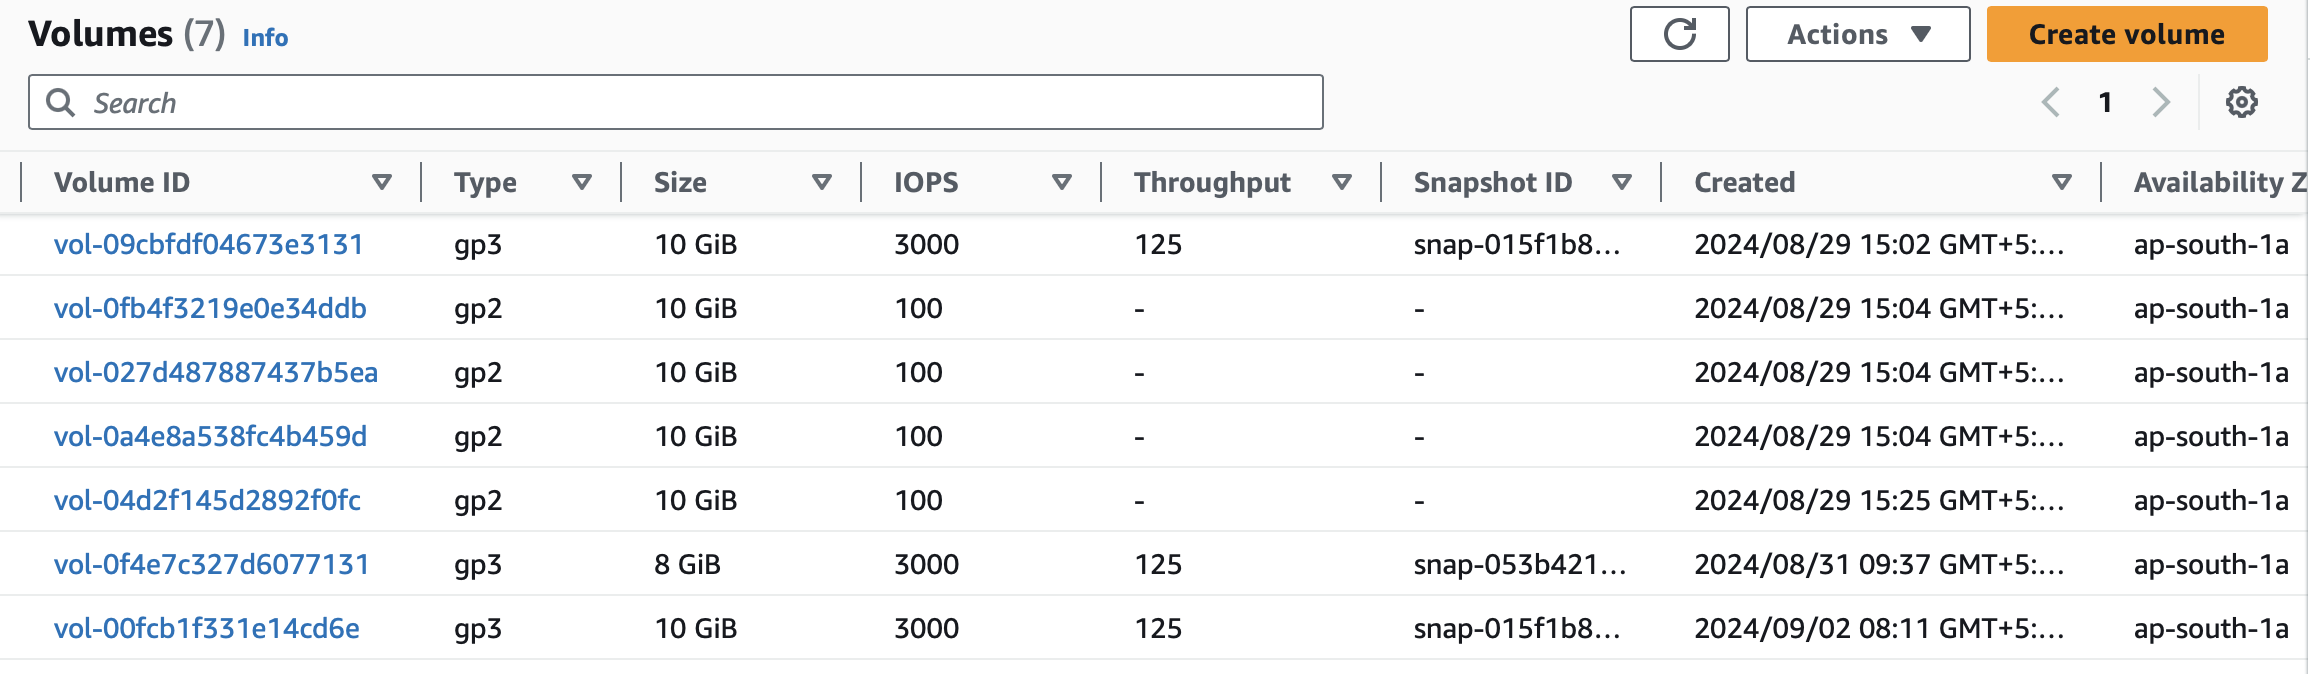 Volumes (7) Info
Actions
Create volume
Search
1
Volume ID Type Size IOPS Throughput Snapshot ID Created Availability Z
vol-09cbfdf04673e3131 gp3 10 GiB 3000 125 snap-015f1b8... 2024/08/29 15:02 GMT+5:... ap-south-1a
vol-0fb4f3219e0e34ddb gp2 10 GiB 100 - - 2024/08/29 15:04 GMT+5:... ap-south-1a
vol-027d487887437b5ea gp2 10 GiB 100 - - 2024/08/29 15:04 GMT+5:... ap-south-1a
vol-0a4e8a538fc4b459d gp2 10 GiB 100 - - 2024/08/29 15:04 GMT+5:... ap-south-1a
vol-04d2f145d2892f0fc gp2 10 GiB 100 - - 2024/08/29 15:25 GMT+5:... ap-south-1a
vol-0f4e7c327d6077131 gp3 8 GiB 3000 125 snap-053b421... 2024/08/31 09:37 GMT+5:... ap-south-1a
vol-00fcb1f331e14cd6e gp3 10 GiB 3000 125 snap-015f1b8... 2024/09/02 08:11 GMT+5:... ap-south-1a